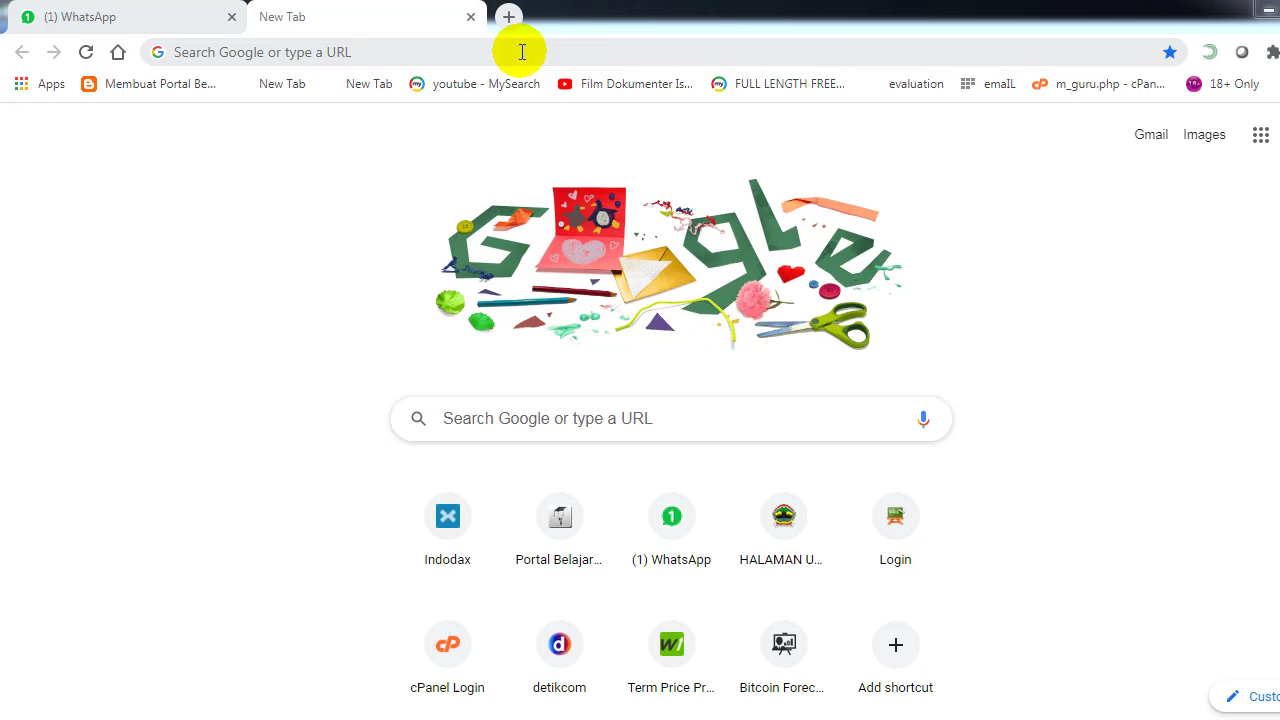 (1) WhatsApp
New Tab
Search Google or type a URL
Apps
Membuat Portal Be...
New Tab
New Tab
youtube - MySearch
Film Dokumenter Is...
FULL LENGTH FREE...
evaluation
emaIL
m_guru.php - cPan...
18+ Only
Gmail
Images
Google
Search Google or type a URL
Indodax
Portal Belajar...
(1) WhatsApp
HALAMAN U...
Login
cPanel Login
detikcom
Term Price Pr...
Bitcoin Forec...
Add shortcut
Custo